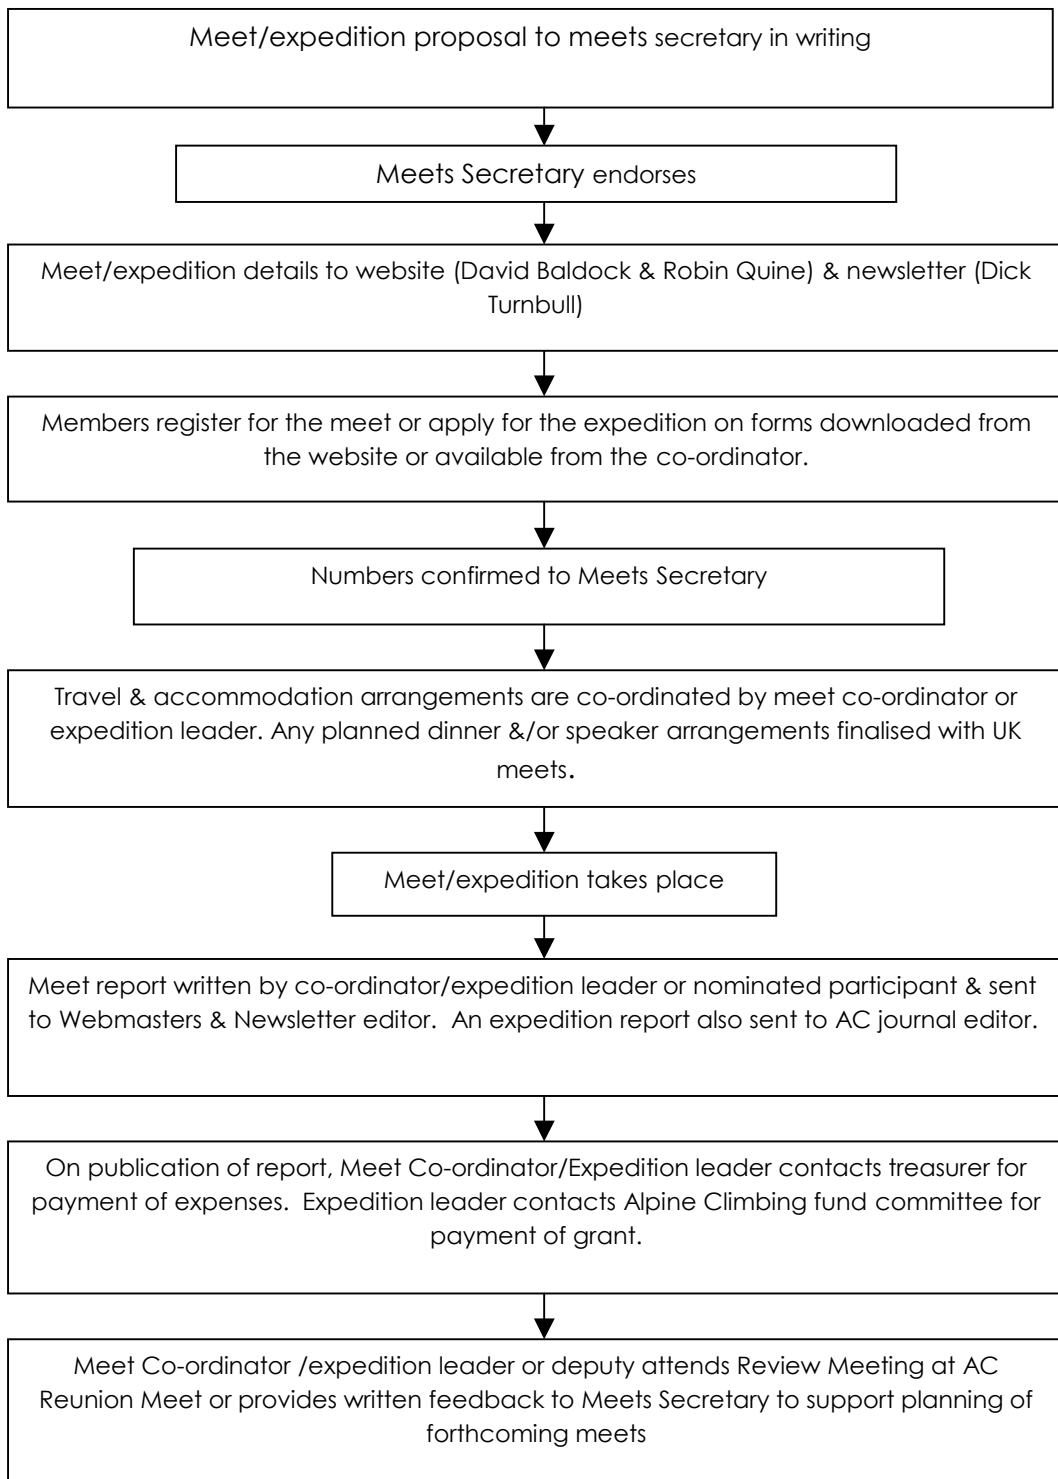 Meet/expedition proposal to meets secretary in writing
Meets Secretary endorses
Meet/expedition details to website (David Baldock & Robin Quine) & newsletter (Dick
Turnbull)
Members register for the meet or apply for the expedition on forms downloaded from
the website or available from the co-ordinator.
Numbers confirmed to Meets Secretary
Travel & accommodation arrangements are co-ordinated by meet co-ordinator or
expedition leader. Any planned dinner &/or speaker arrangements finalised with UK
meets.
Meet/expedition takes place
Meet report written by co-ordinator/expedition leader or nominated participant & sent
to Webmasters & Newsletter editor.  An expedition report also sent to AC journal editor.
On publication of report, Meet Co-ordinator/Expedition leader contacts treasurer for
payment of expenses.  Expedition leader contacts Alpine Climbing fund committee for
payment of grant.
Meet Co-ordinator /expedition leader or deputy attends Review Meeting at AC
Reunion Meet or provides written feedback to Meets Secretary to support planning of
forthcoming meets